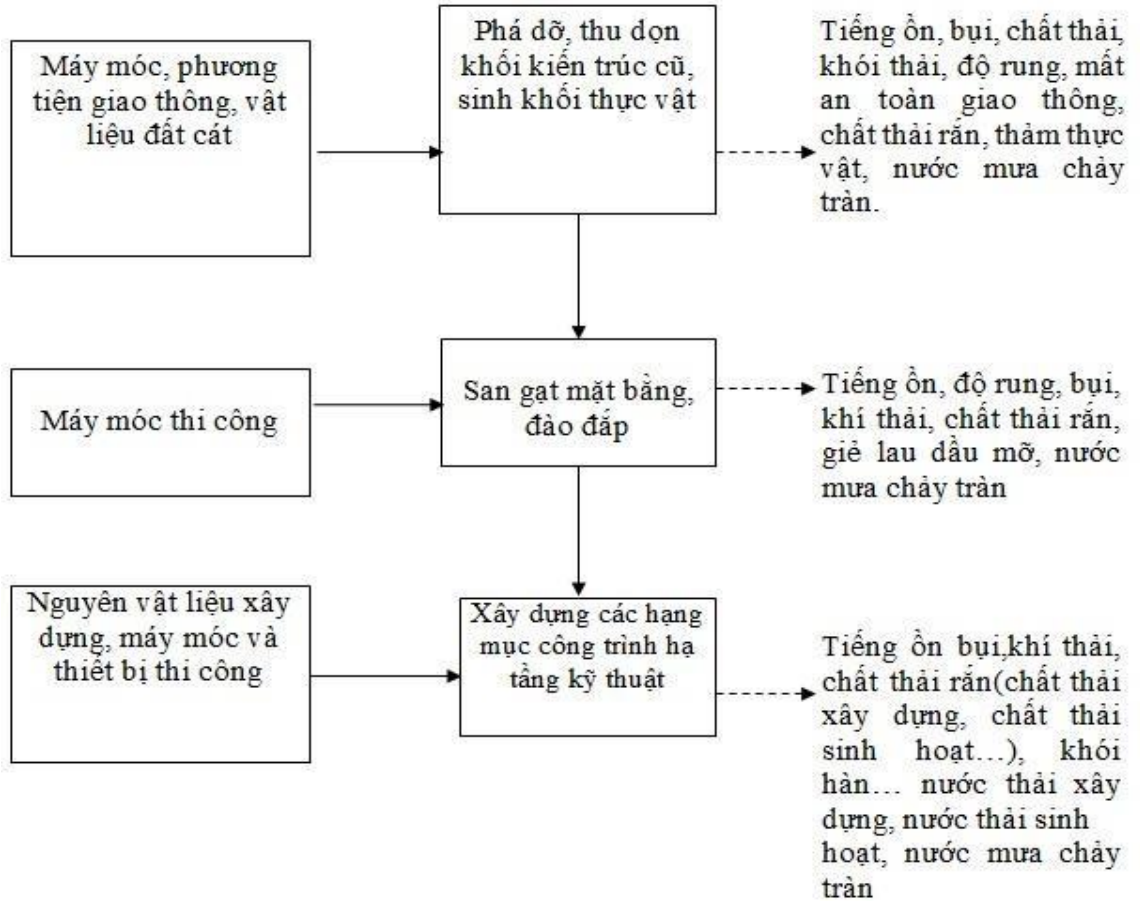 Máy móc, phương
tiện giao thông, vật
liệu đất cát
Phá dỡ, thu dọn
khối kiến trúc cũ,
sinh khối thực vật
Tiếng ồn, bụi, chất thải,
khói thải, độ rung, mất
an toàn giao thông,
chất thải rắn, thảm thực
vật, nước mưa chảy
tràn.
Máy móc thi công
San gạt mặt bằng,
đào đắp
Tiếng ồn, độ rung, bụi,
khí thải, chất thải rắn,
giẻ lau dầu mỡ, nước
mưa chảy tràn
Nguyên vật liệu xây
dựng, máy móc và
thiết bị thi công
Xây dựng các hạng
mục công trình hạ
tầng kỹ thuật
Tiếng ồn bụi,khí thải,
chất thải rắn(chất thải
xây dựng, chất thải
sinh hoạt...), khói
hàn... nước thải xây
dựng, nước thải sinh
hoạt, nước mưa chảy
tràn